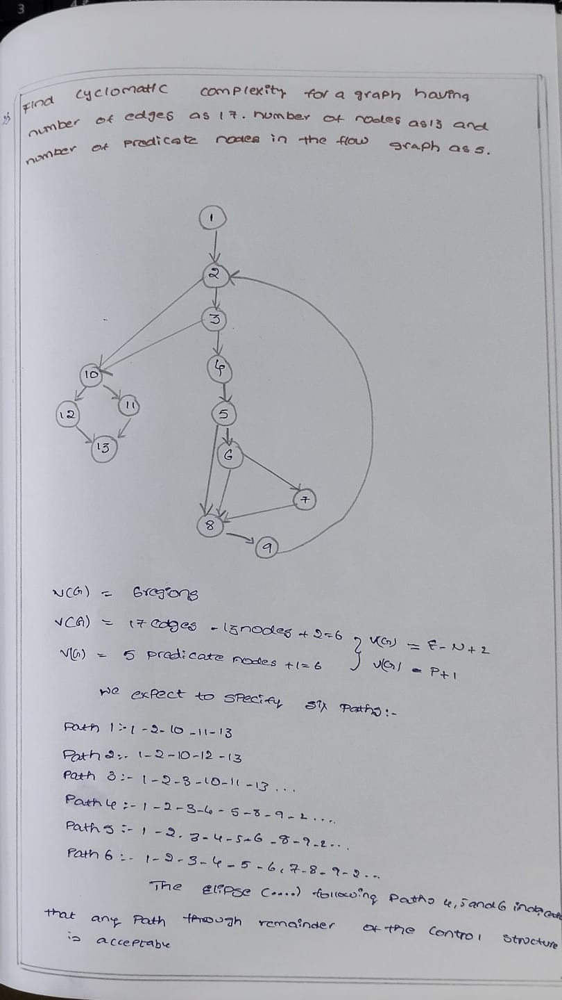 3
Find cyclomatic complexity for a graph having
number of edges as 17. number of nodes as 13 and
number of predicate nodes in the flow graph as 5.
1
2
3
4
10
11
12
5
13
6
7
8
9
V(G) = 6regions
V(G) = 17 edges - 13nodes + 2=6 } V(G) = E-N+2
V(G) = 5 predicate nodes +1=6 V(G) = P+1
We expect to specify six Paths:-
Path 1:- 1-2-10-11-13
Path 2:- 1-2-10-12-13
Path 3:- 1-2-3-10-11-13...
Path 4:- 1-2-3-4-5-8-9-2....
Path 5:- 1-2.3-4-5-6-8-9-2...
Path 6:- 1-2-3-4-5-6,7-8-9-2...
The Elipse (.....) following Paths 4,5and6 indicate
that any Path through remainder of the Control structure
is acceptable